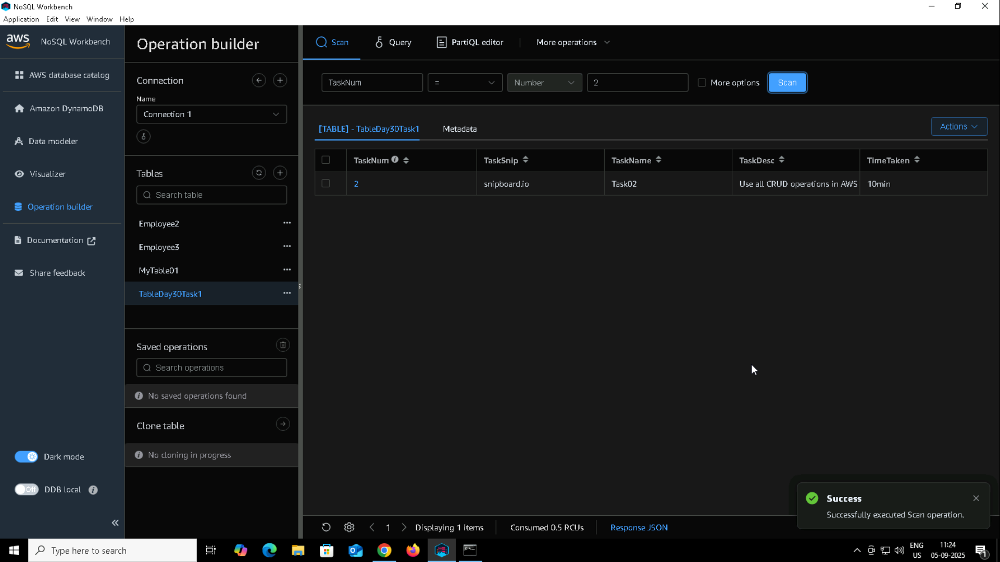 NoSQL Workbench
Application Edit View Window Help
aws NoSQL Workbench
AWS database catalog
Amazon DynamoDB
Data modeler
Visualizer
Operation builder
Documentation
Share feedback
Dark mode
Off DDB local
Operation builder
Connection
Name
Connection 1
Tables
Search table
Employee2
Employee3
MyTable01
TableDay30Task1
Saved operations
Search operations
No saved operations found
Clone table
No cloning in progress
Scan Query PartiQL editor More operations
TaskNum = Number 2 More options Scan
[TABLE] - TableDay30Task1 Metadata Actions
TaskNum TaskSnip TaskName TaskDesc TimeTaken
2 snipboard.io Task02 Use all CRUD operations in AWS 10min
Success
Successfully executed Scan operation.
1 Displaying 1 items Consumed 0.5 RCUs Response JSON
Type here to search
ENG
US
11:24
05-09-2025
1